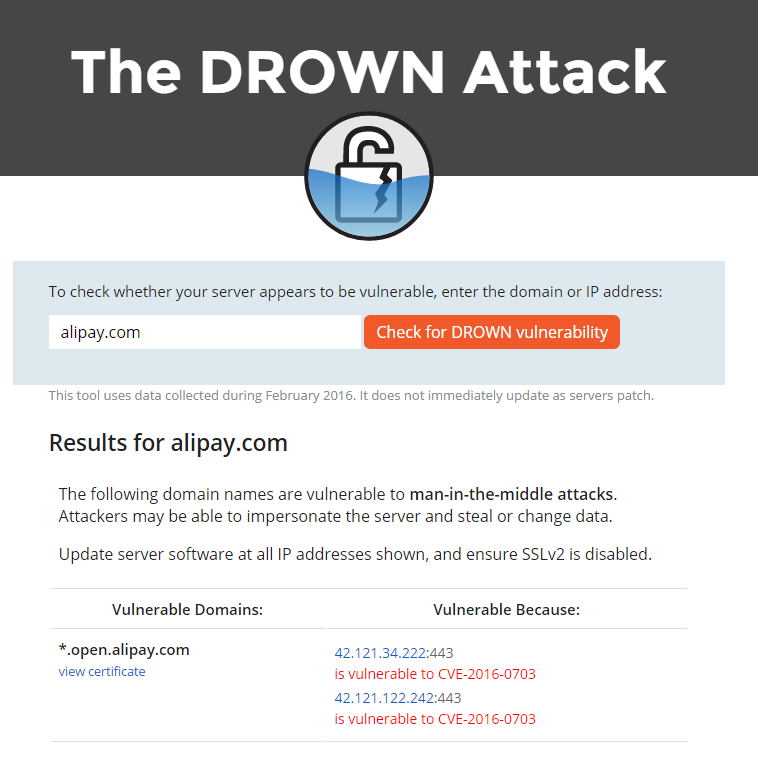 The DROWN Attack
To check whether your server appears to be vulnerable, enter the domain or IP address:
alipay.com
Check for DROWN vulnerability
This tool uses data collected during February 2016. It does not immediately update as servers patch.
Results for alipay.com
The following domain names are vulnerable to man-in-the-middle attacks.
Attackers may be able to impersonate the server and steal or change data.
Update server software at all IP addresses shown, and ensure SSLv2 is disabled.
Vulnerable Domains:
Vulnerable Because:
*.open.alipay.com
view certificate
42.121.34.222:443
is vulnerable to CVE-2016-0703
42.121.122.242:443
is vulnerable to CVE-2016-0703